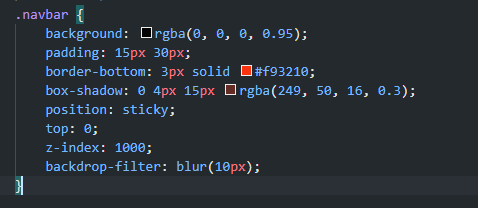 .navbar {
    background: rgba(0, 0, 0, 0.95);
    padding: 15px 30px;
    border-bottom: 3px solid #f93210;
    box-shadow: 0 4px 15px rgba(249, 50, 16, 0.3);
    position: sticky;
    top: 0;
    z-index: 1000;
    backdrop-filter: blur(10px);
}